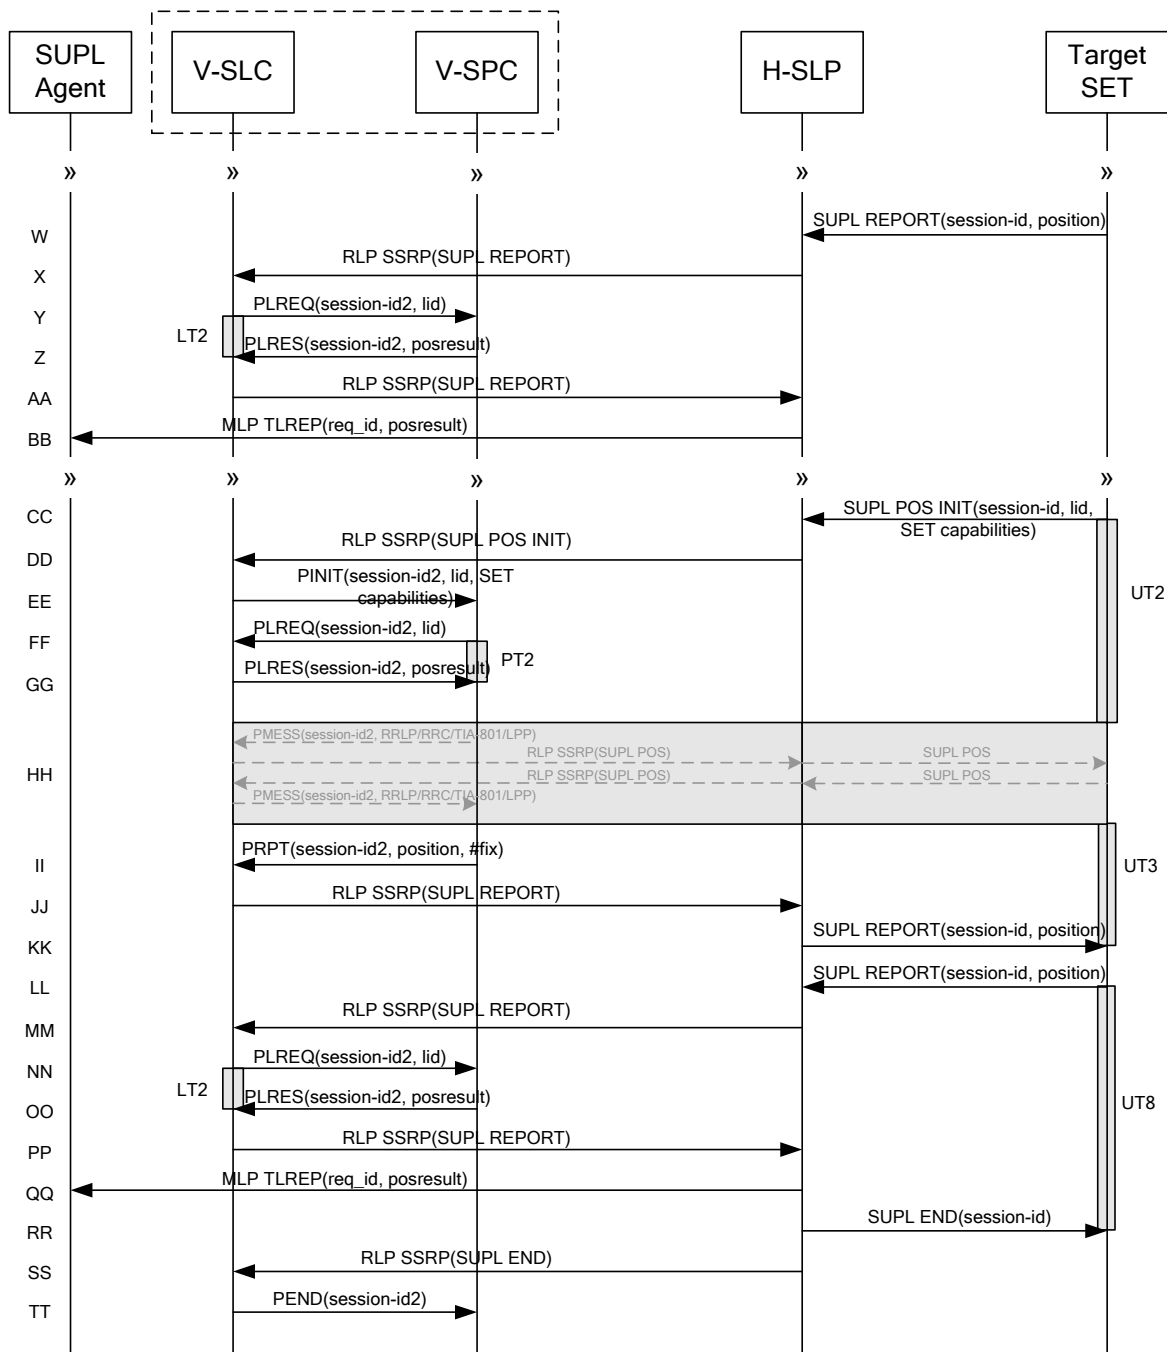 SUPL
Agent
V-SLC
V-SPC
H-SLP
Target
SET
»
»
»
»
»
W
SUPL REPORT(session-id, position)
X
RLP SSRP(SUPL REPORT)
Y
PLREQ(session-id2, lid)
LT2
Z
PLRES(session-id2, posresult)
AA
RLP SSRP(SUPL REPORT)
BB
MLP TLREP(req_id, posresult)
»
»
»
»
»
CC
SUPL POS INIT(session-id, lid,
SET capabilities)
DD
RLP SSRP(SUPL POS INIT)
EE
PINIT(session-id2, lid, SET
capabilities)
UT2
FF
PLREQ(session-id2, lid)
PT2
GG
PLRES(session-id2, posresult)
HH
PMESS(session-id2, RRLP/RRC/TIA-801/LPP)
RLP SSRP(SUPL POS)
SUPL POS
RLP SSRP(SUPL POS)
SUPL POS
PMESS(session-id2, RRLP/RRC/TIA-801/LPP)
II
PRPT(session-id2, position, #fix)
UT3
JJ
RLP SSRP(SUPL REPORT)
KK
SUPL REPORT(session-id, position)
LL
SUPL REPORT(session-id, position)
MM
RLP SSRP(SUPL REPORT)
NN
PLREQ(session-id2, lid)
LT2
OO
PLRES(session-id2, posresult)
UT8
PP
RLP SSRP(SUPL REPORT)
QQ
MLP TLREP(req_id, posresult)
RR
SUPL END(session-id)
SS
RLP SSRP(SUPL END)
TT
PEND(session-id2)